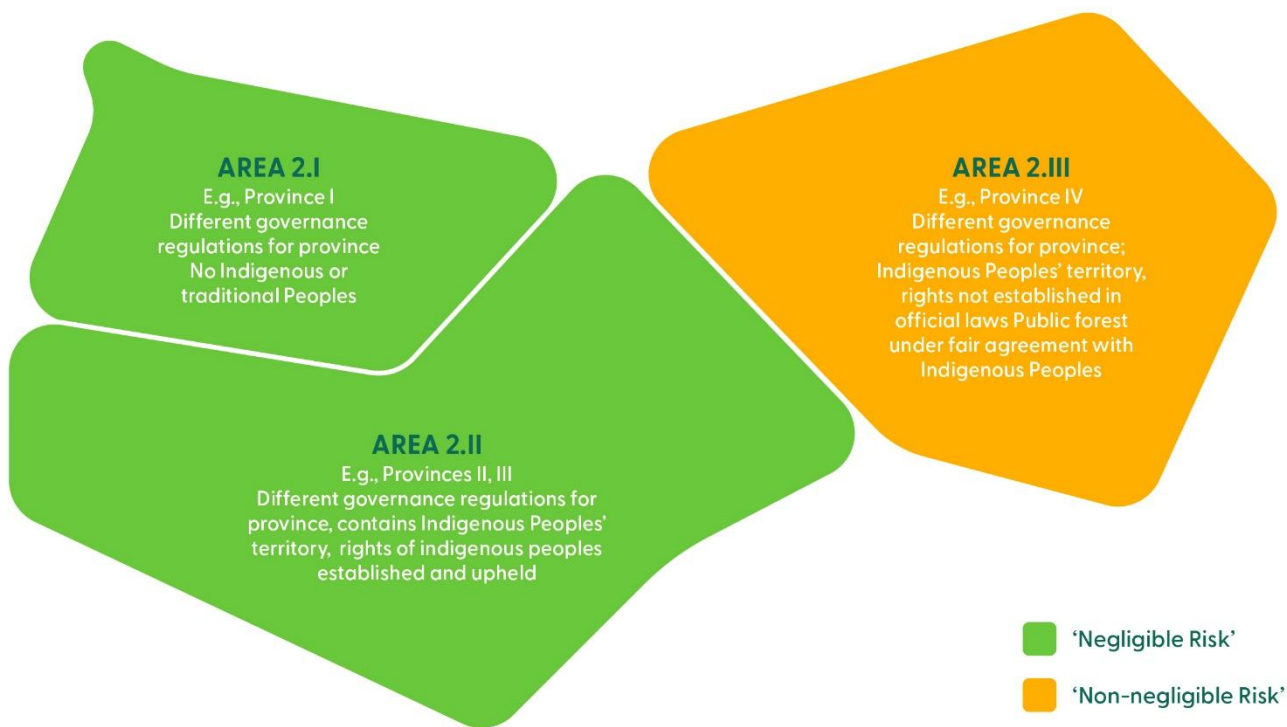 AREA 2.I
E.g., Province I
Different governance
regulations for province
No Indigenous or
traditional Peoples
AREA 2.III
E.g., Province IV
Different governance
regulations for province;
Indigenous Peoples’ territory,
rights not established in
official laws Public forest
under fair agreement with
Indigenous Peoples
AREA 2.II
E.g., Provinces II, III
Different governance regulations for
province, contains Indigenous Peoples’
territory, rights of indigenous peoples
established and upheld
‘Negligible Risk’
‘Non-negligible Risk’